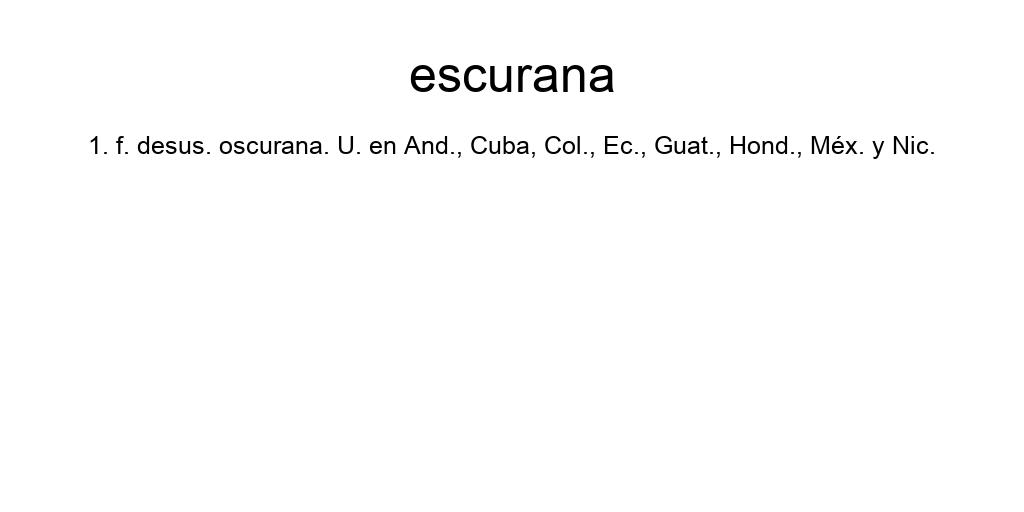 escurana
1. f. desus. oscurana. U. en And., Cuba, Col., Ec., Guat., Hond., Méx. y Nic.